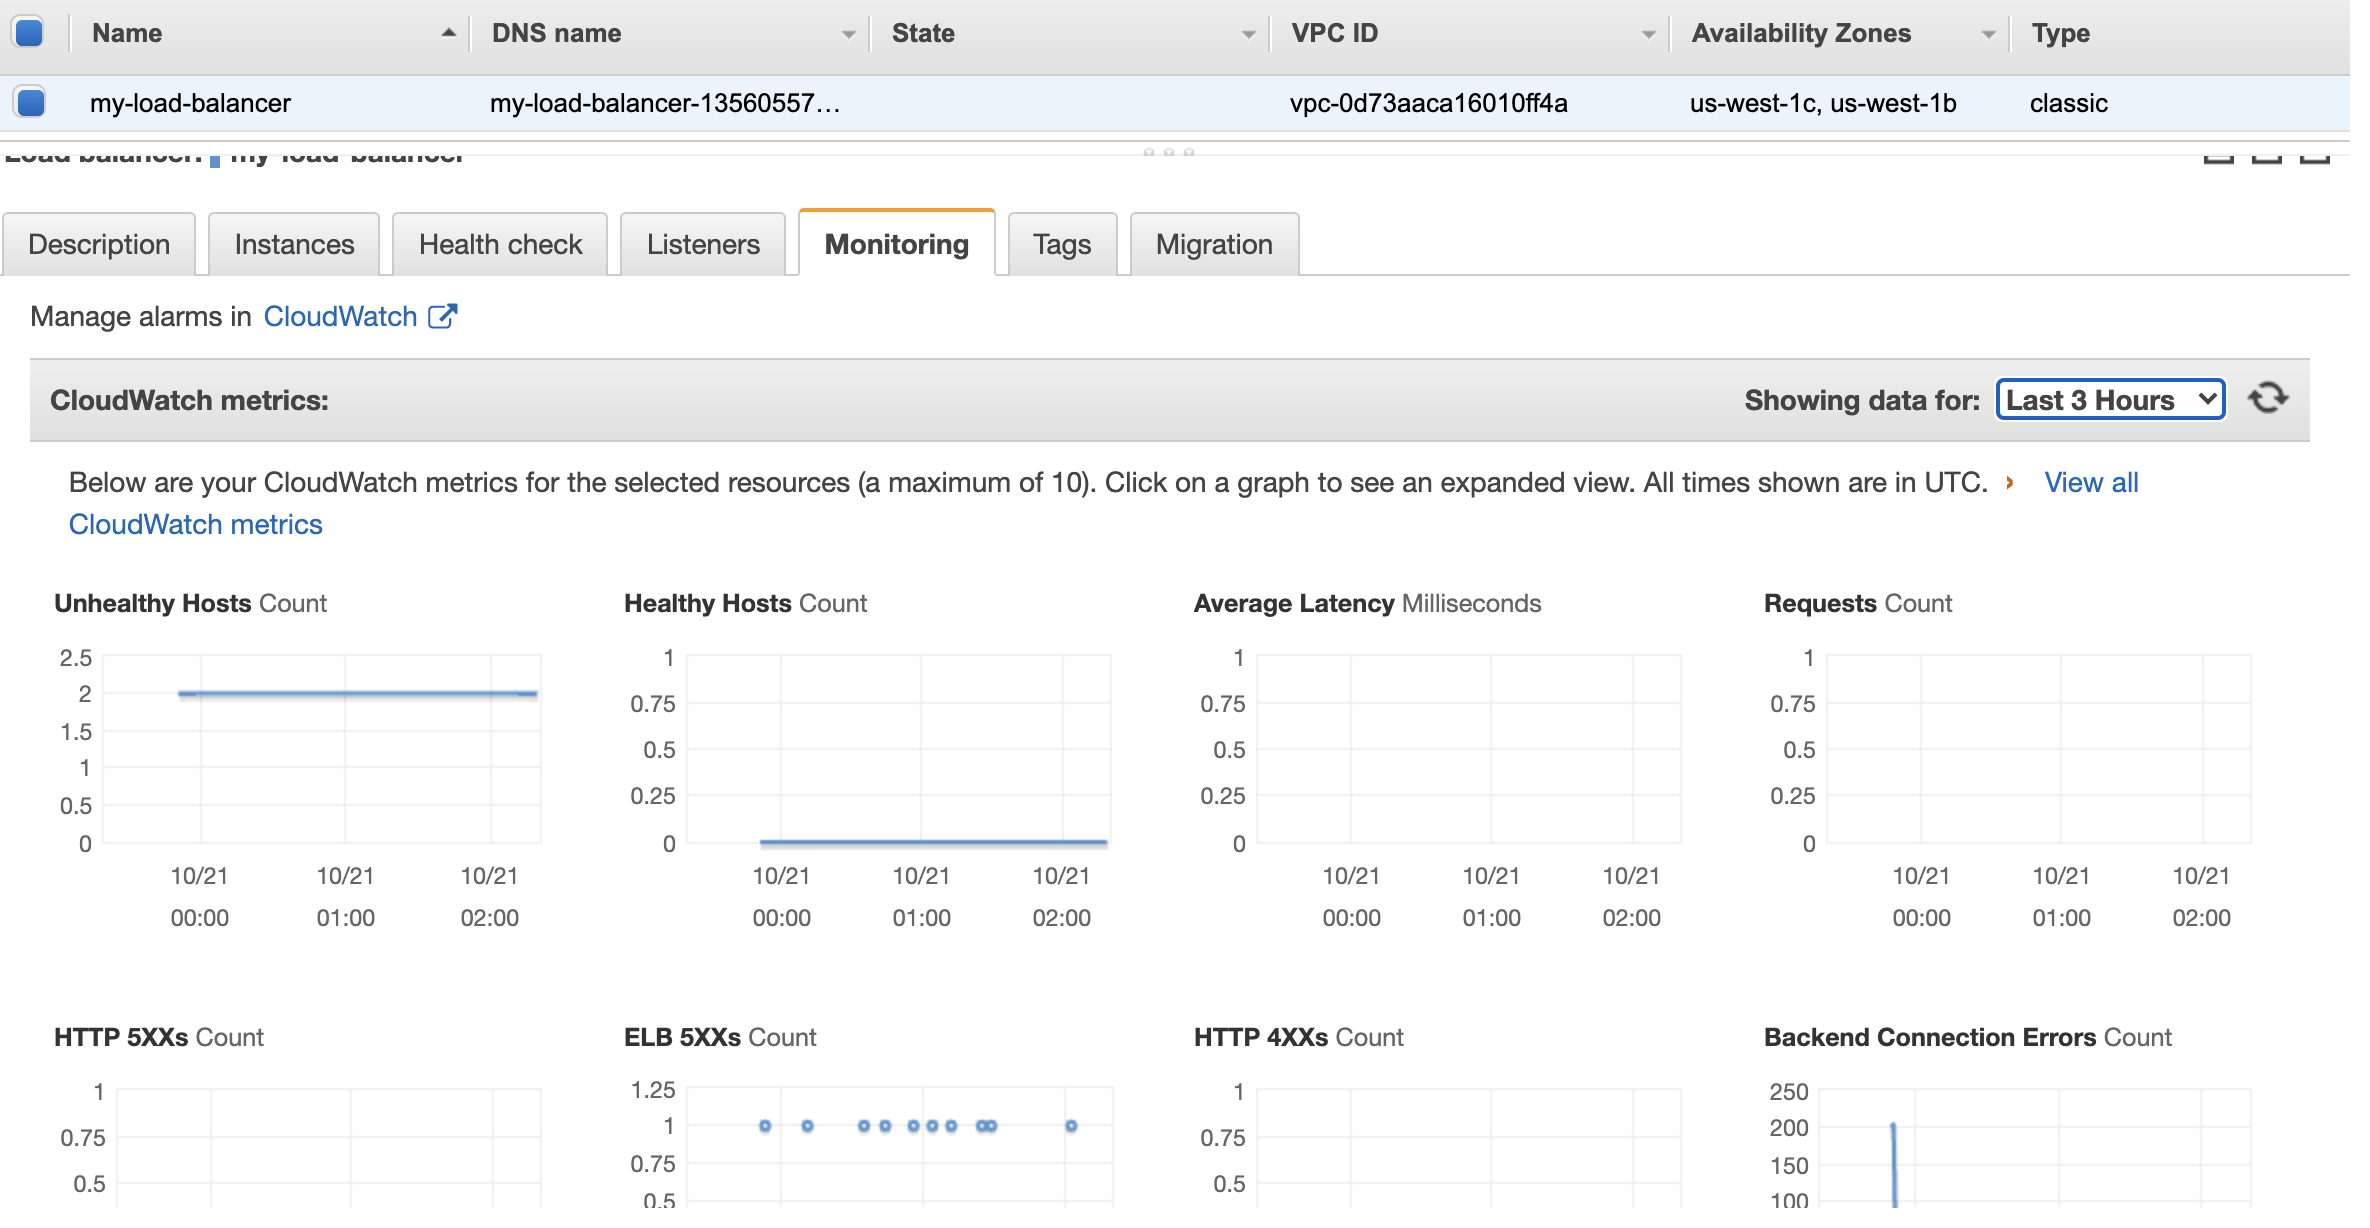 Name DNS name State VPC ID Availability Zones Type
my-load-balancer my-load-balancer-13560557… vpc-0d73aaca16010ff4a us-west-1c, us-west-1b classic
Load balancer: my-load-balancer
Description Instances Health check Listeners Monitoring Tags Migration
Manage alarms in CloudWatch
CloudWatch metrics: Showing data for: Last 3 Hours
Below are your CloudWatch metrics for the selected resources (a maximum of 10). Click on a graph to see an expanded view. All times shown are in UTC. › View all
CloudWatch metrics
Unhealthy Hosts Count
2.5
2
1.5
1
0.5
0
10/21 10/21 10/21
00:00 01:00 02:00
Healthy Hosts Count
1
0.75
0.5
0.25
0
10/21 10/21 10/21
00:00 01:00 02:00
Average Latency Milliseconds
1
0.75
0.5
0.25
0
10/21 10/21 10/21
00:00 01:00 02:00
Requests Count
1
0.75
0.5
0.25
0
10/21 10/21 10/21
00:00 01:00 02:00
HTTP 5XXs Count
1
0.75
0.5
ELB 5XXs Count
1.25
1
0.75
0.5
HTTP 4XXs Count
1
0.75
0.5
Backend Connection Errors Count
250
200
150
100